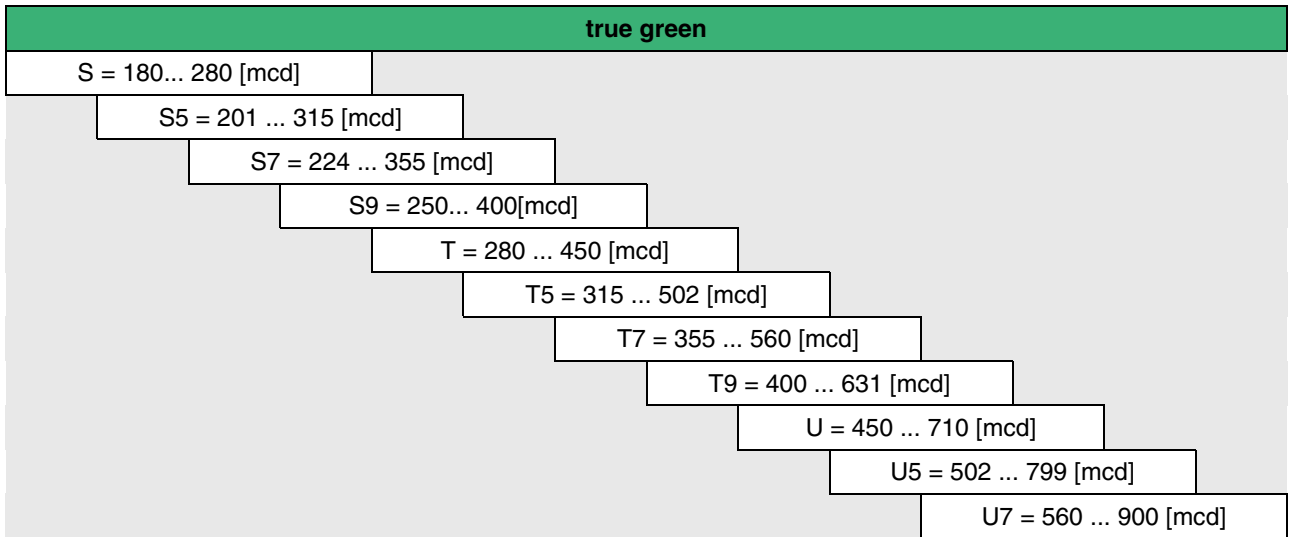 true green
S = 180... 280 [mcd]
S5 = 201 ... 315 [mcd]
S7 = 224 ... 355 [mcd]
S9 = 250... 400[mcd]
T = 280 ... 450 [mcd]
T5 = 315 ... 502 [mcd]
T7 = 355 ... 560 [mcd]
T9 = 400 ... 631 [mcd]
U = 450 ... 710 [mcd]
U5 = 502 ... 799 [mcd]
U7 = 560 ... 900 [mcd]